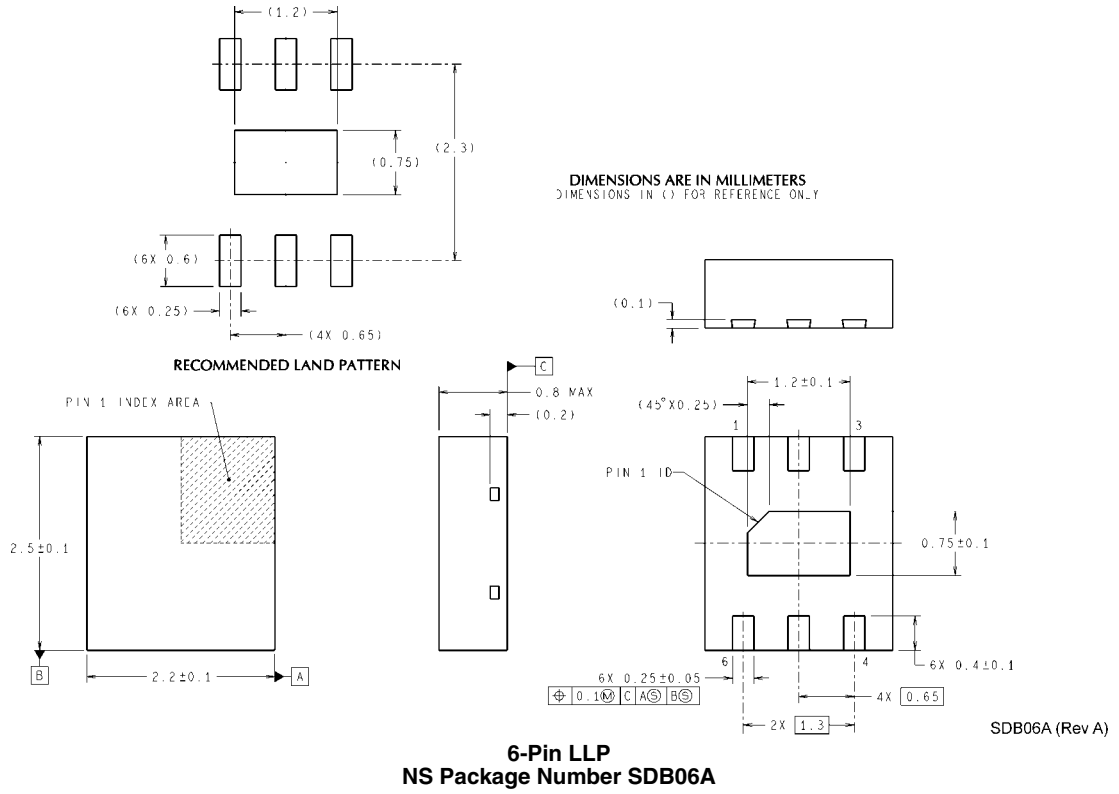 (1.2)
(2.3)
(0.75)
DIMENSIONS ARE IN MILLIMETERS
DIMENSIONS IN () FOR REFERENCE ONLY
(6X 0.6)
(6X 0.25)
(4X 0.65)
RECOMMENDED LAND PATTERN
(0.1)
PIN 1 INDEX AREA
2.5±0.1
B
2.2±0.1
A
C
0.8 MAX
(0.2)
1.2±0.1
(45°X0.25)
1
3
PIN 1 ID
0.75±0.1
6
4
6X 0.4±0.1
6X 0.25±0.05
⌖ 0.1Ⓜ C AⓈ BⓈ
4X 0.65
2X 1.3
SDB06A (Rev A)
6-Pin LLP
NS Package Number SDB06A